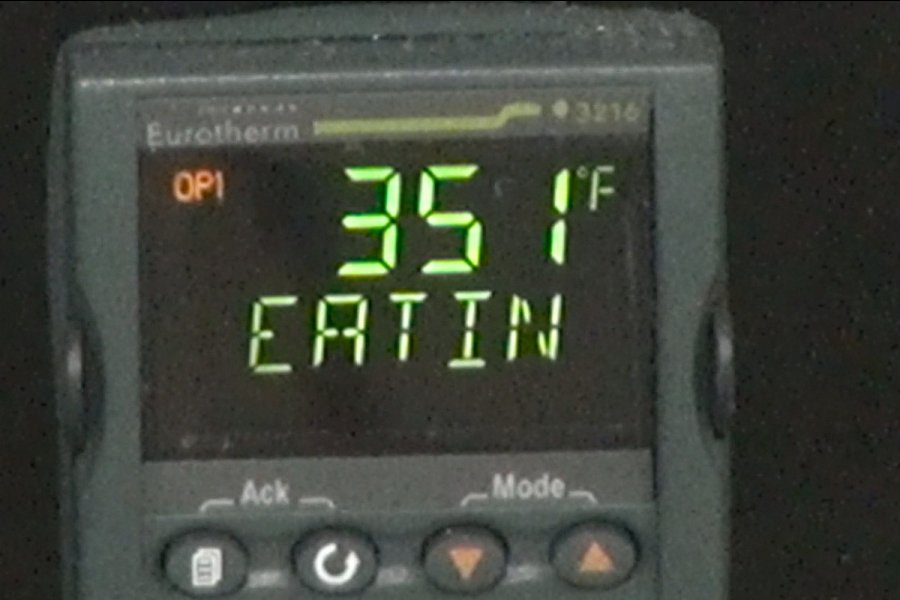 Eurotherm 3216
OP1 351 °F
EATIN
Ack Mode